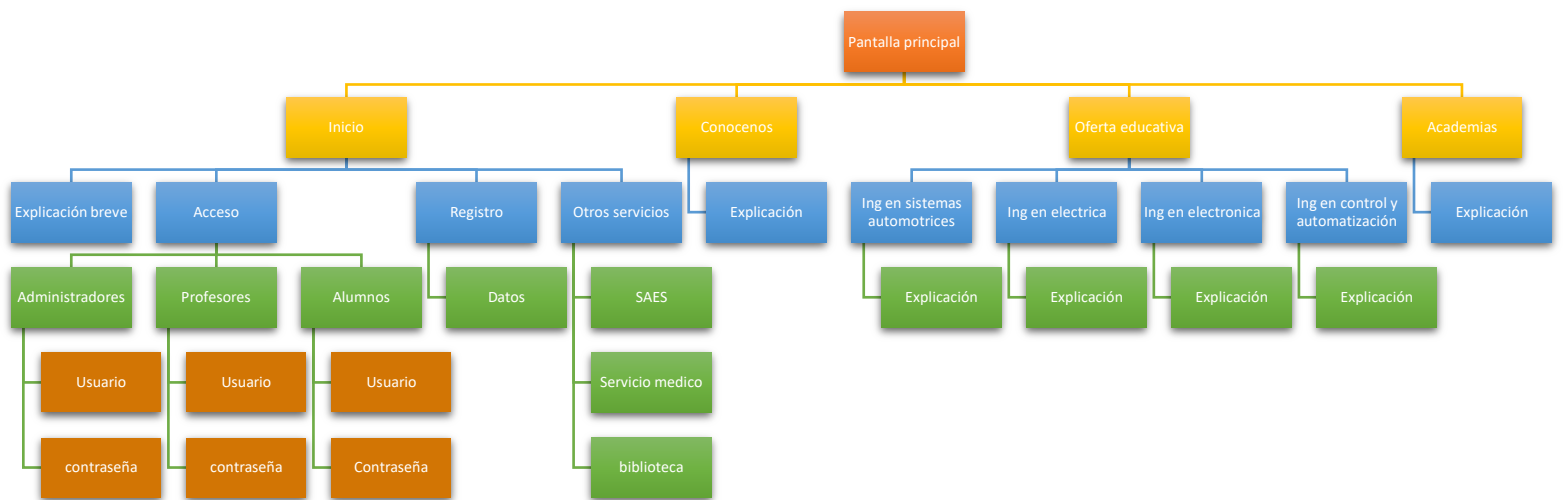 Pantalla principal
Inicio
Conocenos
Oferta educativa
Academias
Explicación breve
Acceso
Registro
Otros servicios
Explicación
Ing en sistemas
automotrices
Ing en electrica
Ing en electronica
Ing en control y
automatización
Explicación
Administradores
Profesores
Alumnos
Datos
SAES
Explicación
Explicación
Explicación
Explicación
Usuario
Usuario
Usuario
Servicio medico
contraseña
contraseña
Contraseña
biblioteca